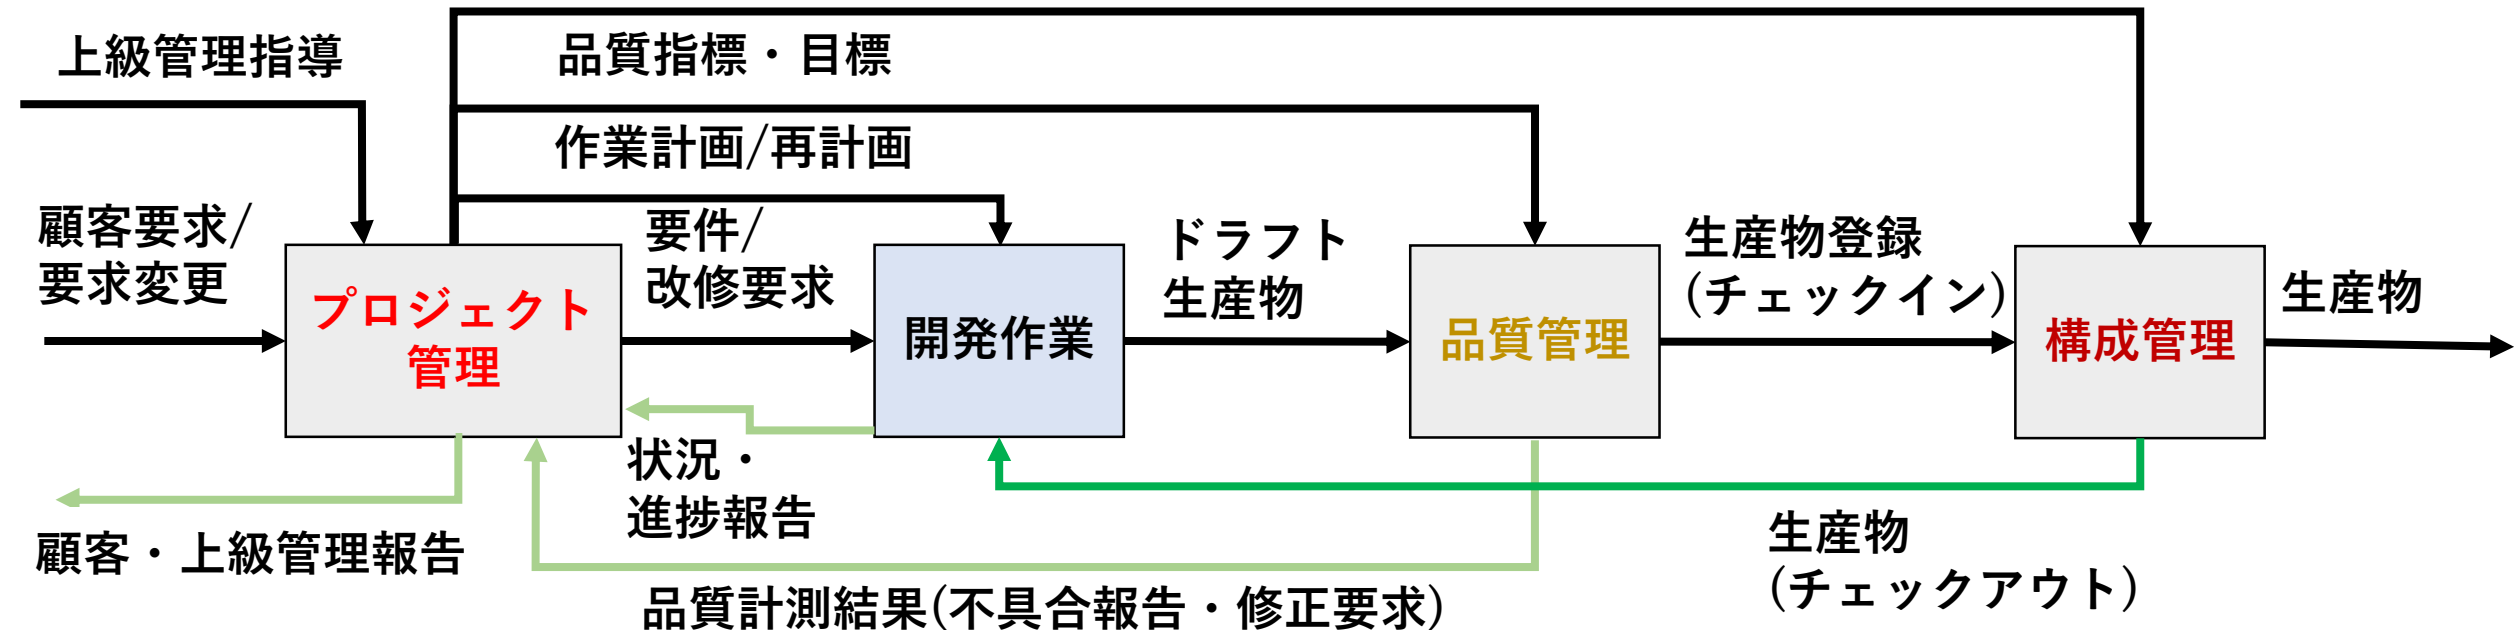 上級管理指導
品質指標・目標
作業計画/再計画
顧客要求/
要求変更
要件/
改修要求
ドラフト
生産物
生産物登録
(チェックイン)
生産物
プロジェクト
管理
開発作業
品質管理
構成管理
状況・
進捗報告
顧客・上級管理報告
生産物
(チェックアウト)
品質計測結果(不具合報告・修正要求)